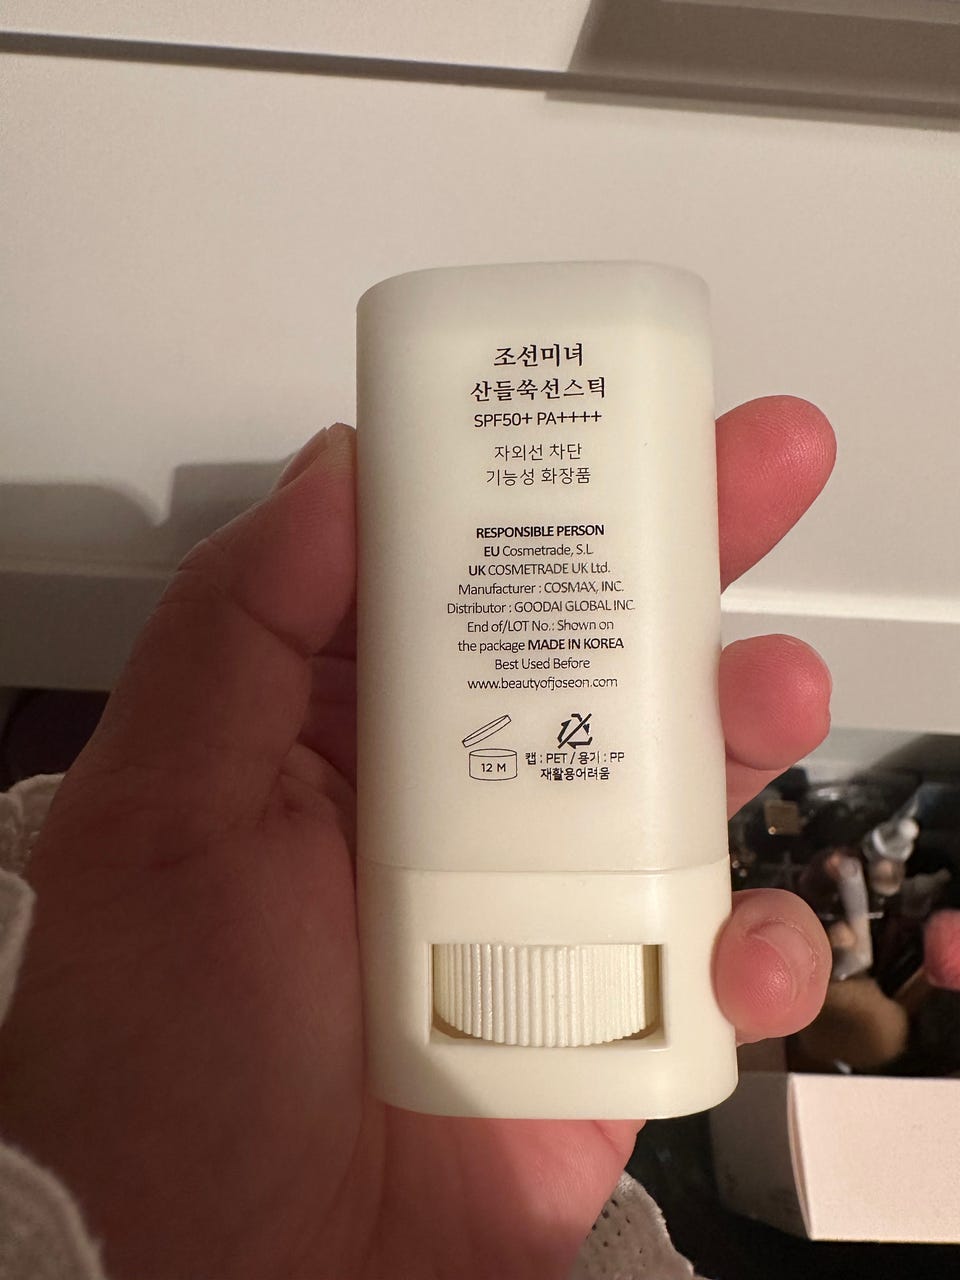 조선미녀
산들쑥선스틱
SPF50+ PA++++
자외선 차단
기능성 화장품
RESPONSIBLE PERSON
EU Cosmetrade, S.L
UK COSMETRADE UK Ltd.
Manufacturer : COSMAX, INC.
Distributor : GOODAI GLOBAL INC.
End of/LOT No.: Shown on
the package MADE IN KOREA
Best Used Before
www.beautyofjoseon.com
12 M
캡 : PET / 용기 : PP
재활용어려움